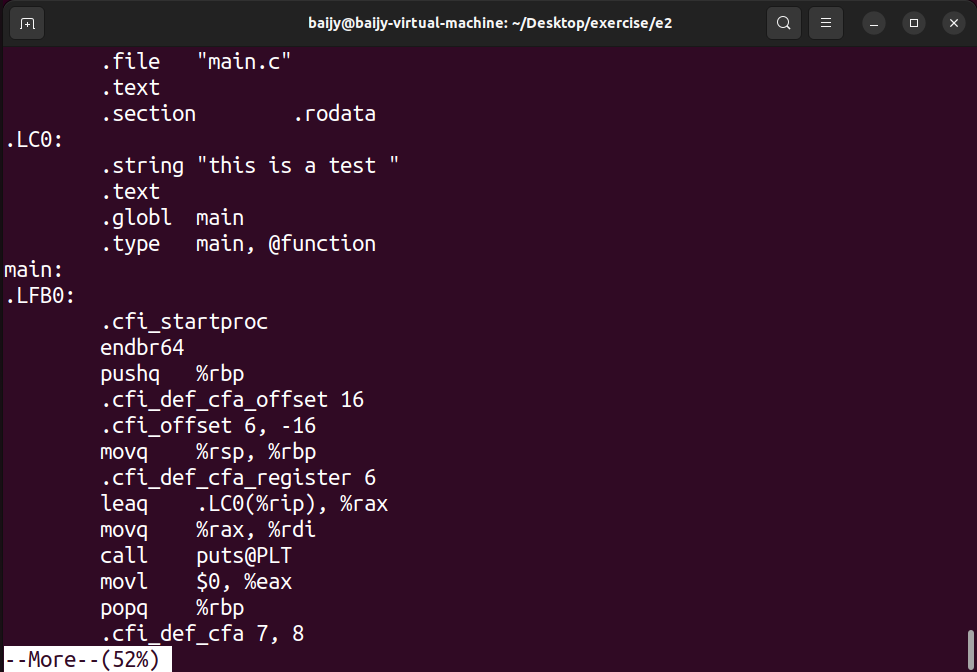 baijy@baijy-virtual-machine: ~/Desktop/exercise/e2
        .file   "main.c"
        .text
        .section        .rodata
.LC0:
        .string "this is a test "
        .text
        .globl  main
        .type   main, @function
main:
.LFB0:
        .cfi_startproc
        endbr64
        pushq   %rbp
        .cfi_def_cfa_offset 16
        .cfi_offset 6, -16
        movq    %rsp, %rbp
        .cfi_def_cfa_register 6
        leaq    .LC0(%rip), %rax
        movq    %rax, %rdi
        call    puts@PLT
        movl    $0, %eax
        popq    %rbp
        .cfi_def_cfa 7, 8
--More--(52%)